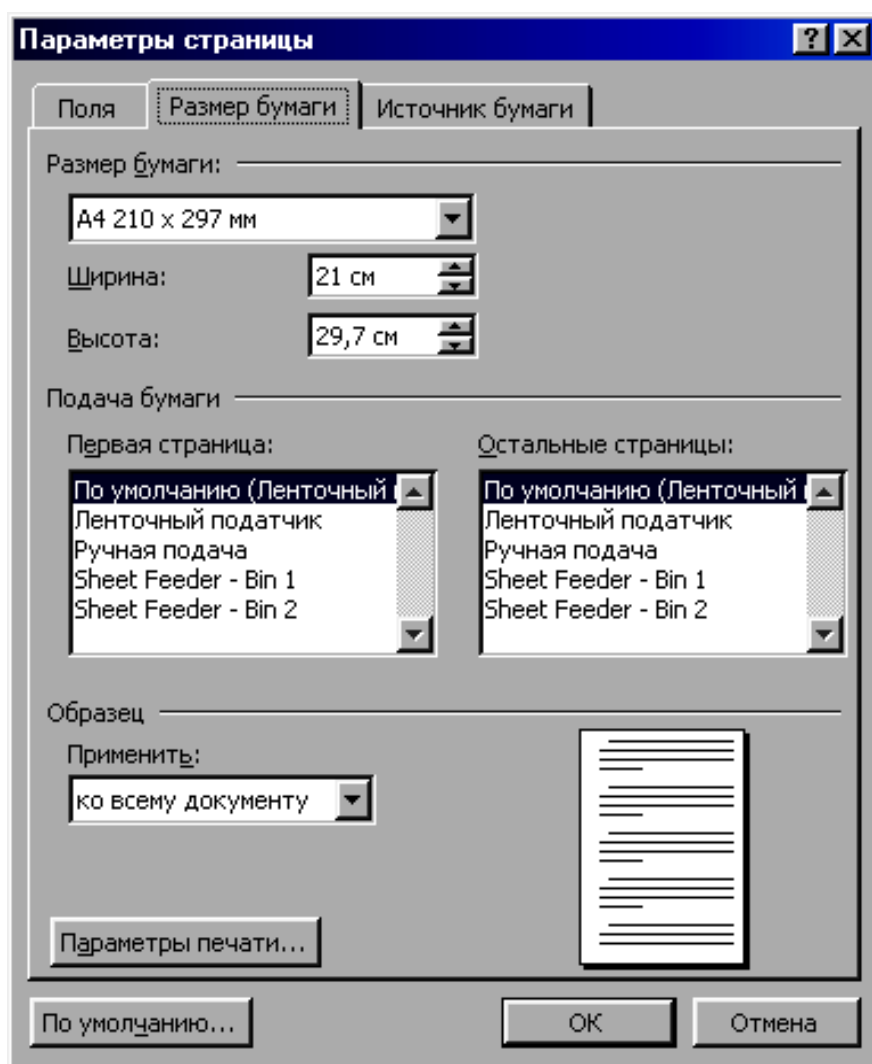 Параметры страницы
Поля
Размер бумаги
Источник бумаги
Размер бумаги:
А4 210 x 297 мм
Ширина:
21 см
Высота:
29,7 см
Подача бумаги
Первая страница:
По умолчанию (Ленточный
Ленточный податчик
Ручная подача
Sheet Feeder - Bin 1
Sheet Feeder - Bin 2
Остальные страницы:
По умолчанию (Ленточный
Ленточный податчик
Ручная подача
Sheet Feeder - Bin 1
Sheet Feeder - Bin 2
Образец
Применить:
ко всему документу
Параметры печати...
По умолчанию...
ОК
Отмена